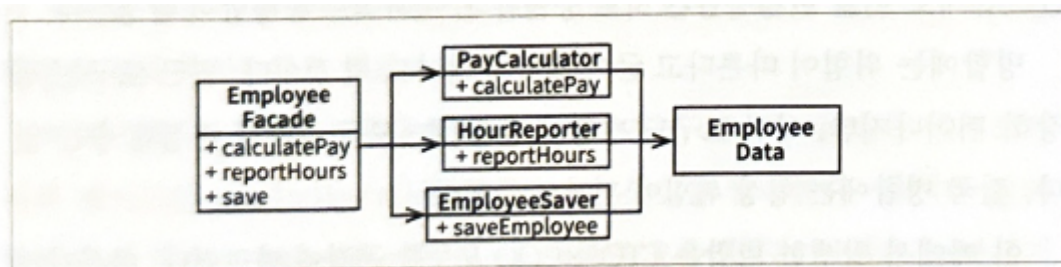 Employee
Facade
+ calculatePay
+ reportHours
+ save
PayCalculator
+ calculatePay
HourReporter
+ reportHours
EmployeeSaver
+ saveEmployee
Employee
Data